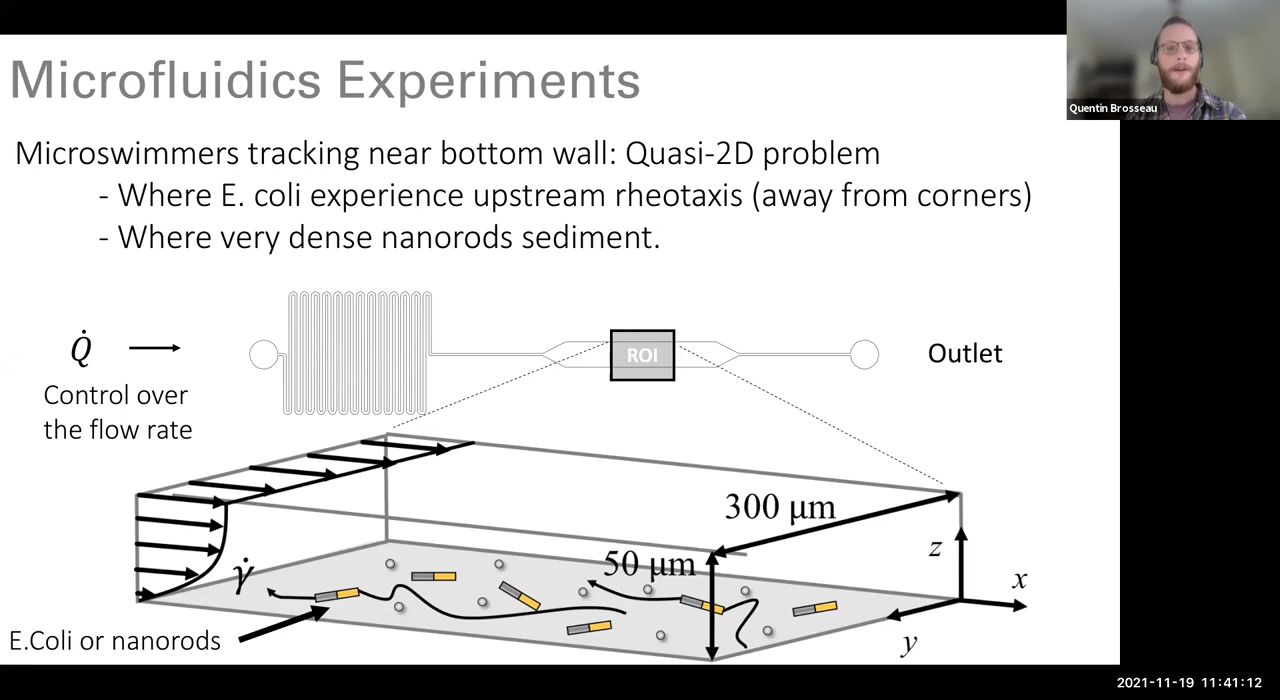 Microfluidics Experiments
Quentin Brosseau
Microswimmers tracking near bottom wall: Quasi-2D problem
- Where E. coli experience upstream rheotaxis (away from corners)
- Where very dense nanorods sediment.
Q̇
ROI
Outlet
Control over
the flow rate
300 μm
50 μm
z
x
γ̇
y
E.Coli or nanorods
2021-11-19 11:41:12